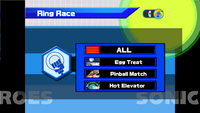 Ring Race
ALL
Egg Treat
Pinball Match
Hot Elevator
ROES
SONIC